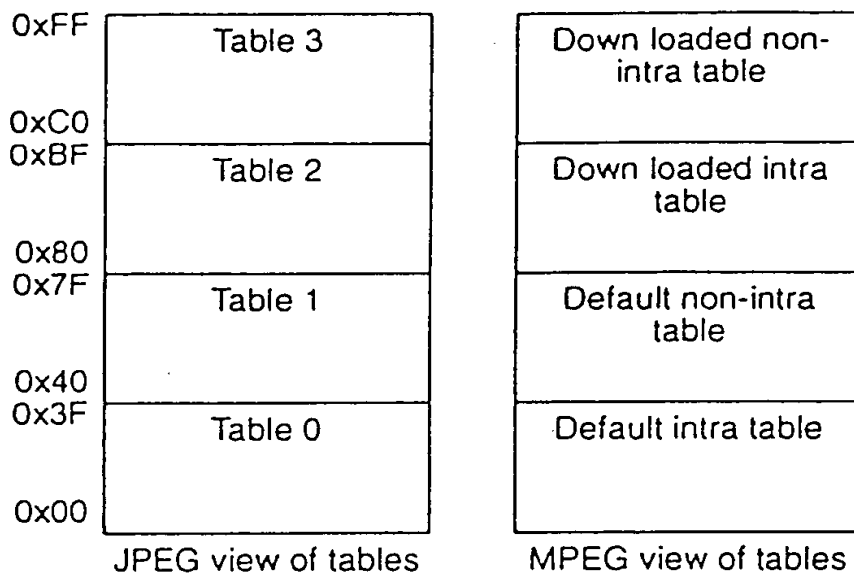 0xFF
Table 3
0xC0
0xBF
Table 2
0x80
0x7F
Table 1
0x40
0x3F
Table 0
0x00
JPEG view of tables
Down loaded non-
intra table
Down loaded intra
table
Default non-intra
table
Default intra table
MPEG view of tables